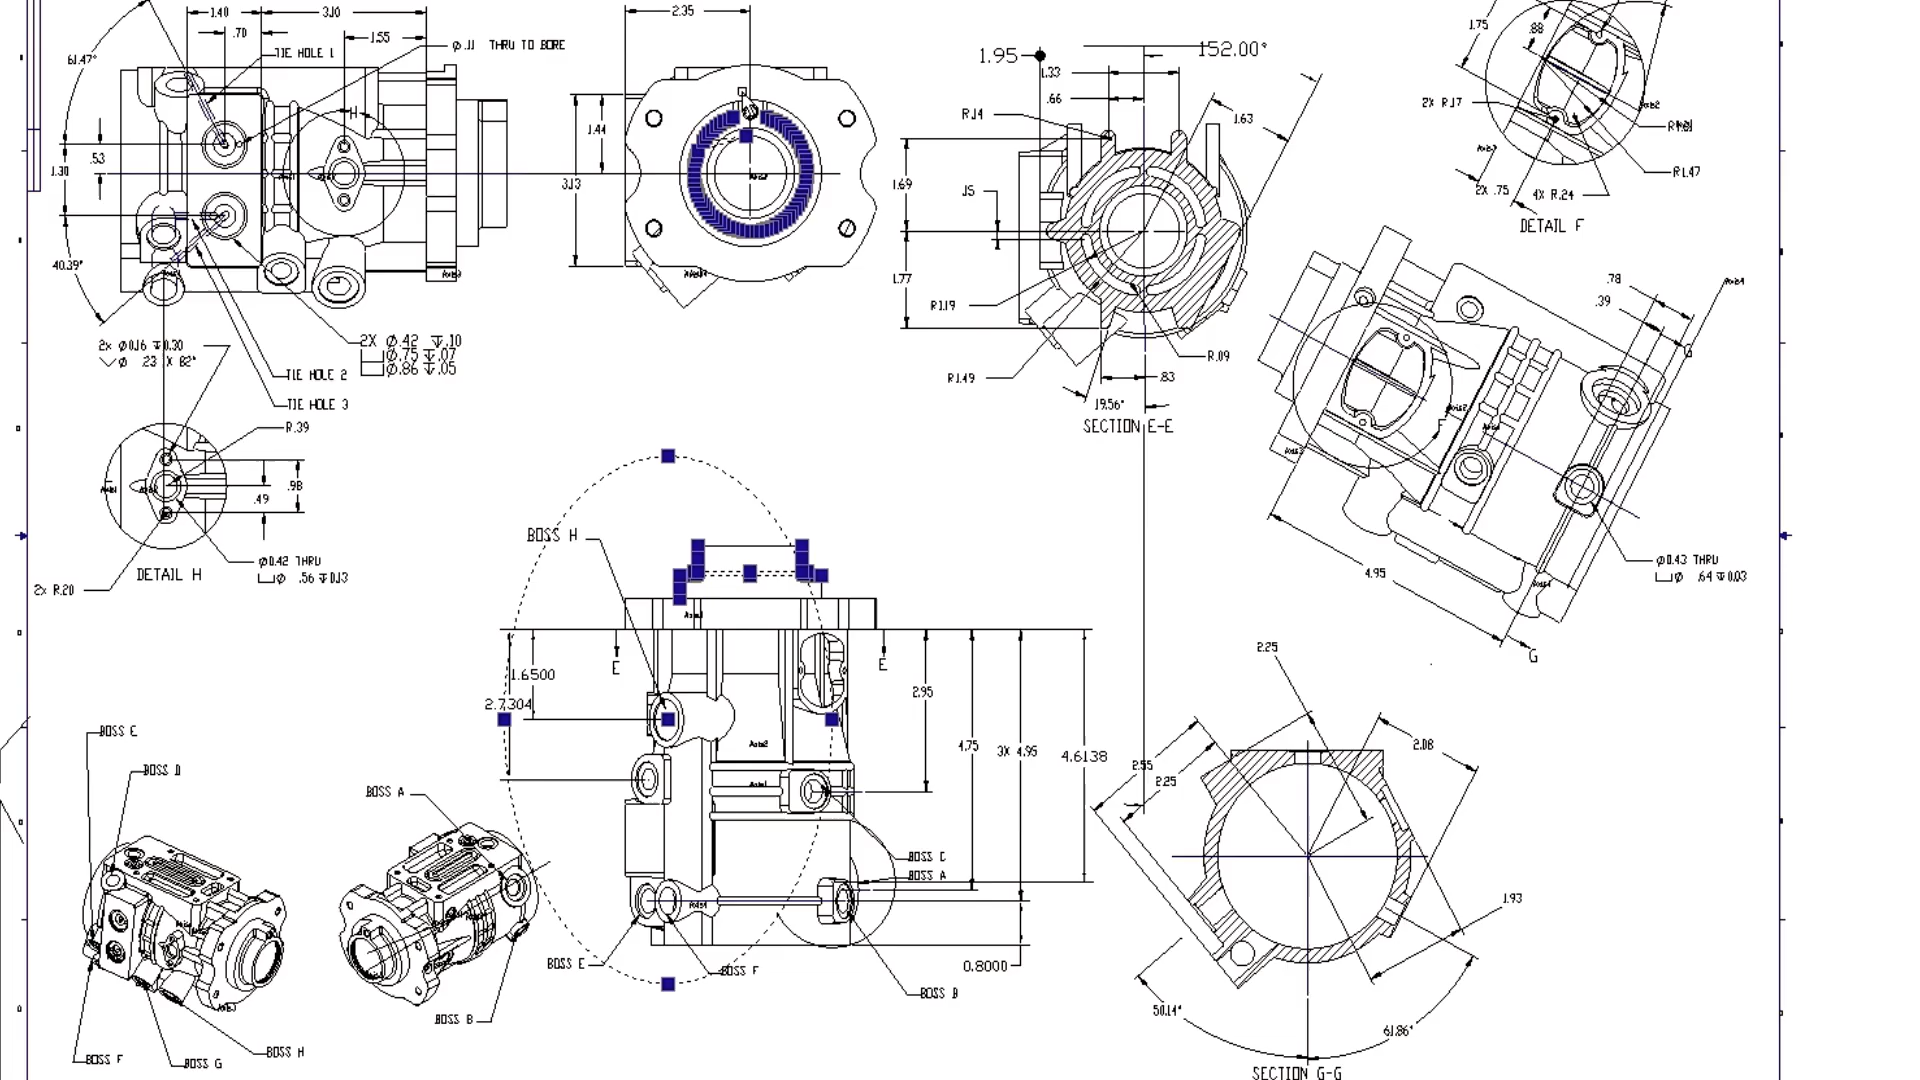 1.40
3.10
.70
1.55
61.47°
TIE HOLE 1
Ø.11 THRU TO BORE
H
.53
1.30
40.39°
2X Ø0.16 ↧0.30
⌵Ø .23 X 82°
2X Ø.42 ↧.10
⌴Ø.75 ↧.07
⌴Ø.86 ↧.05
TIE HOLE 2
TIE HOLE 3
R.39
.49
.98
DETAIL H
Ø0.42 THRU
⌴Ø .56 ↧0.13
2X R.20
2.35
1.44
3.13
1.95
152.00°
1.33
.66
R.14
1.63
1.69
.15
1.77
R1.19
R1.49
R.09
.83
19.56°
SECTION E-E
1.75
.88
2X R.17
R1.47
2X .75
4X R.24
DETAIL F
.78
.39
G
F
4.95
Ø0.43 THRU
⌴Ø .64 ↧0.03
G
BOSS H
E
E
1.6500
2.7304
2.95
4.75
3X 4.95
4.6138
BOSS C
BOSS A
BOSS E
BOSS F
0.8000
BOSS D
BOSS E
BOSS D
BOSS A
BOSS B
BOSS F
BOSS G
BOSS H
2.25
2.08
2.55
2.25
1.93
50.14°
61.86°
SECTION G-G